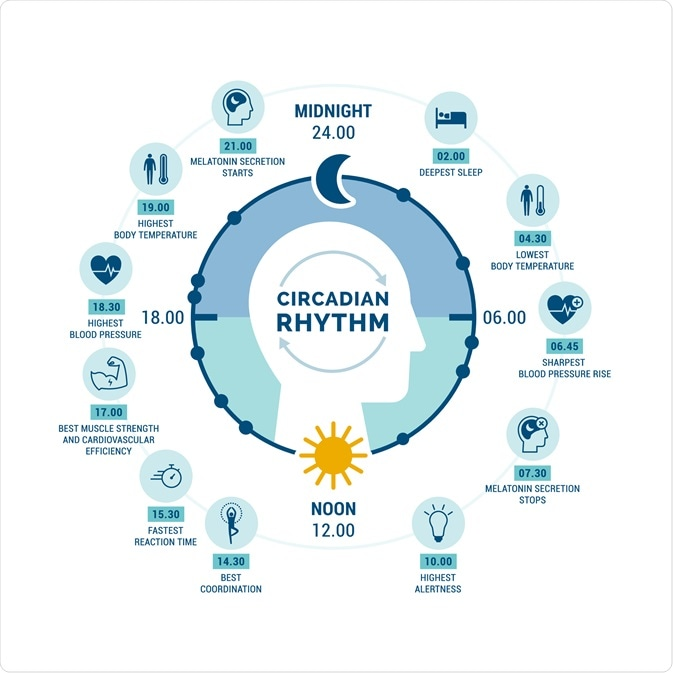 MIDNIGHT
24.00
02.00
DEEPEST SLEEP
04.30
LOWEST
BODY TEMPERATURE
06.00
06.45
SHARPEST
BLOOD PRESSURE RISE
07.30
MELATONIN SECRETION
STOPS
10.00
HIGHEST
ALERTNESS
NOON
12.00
14.30
BEST
COORDINATION
15.30
FASTEST
REACTION TIME
17.00
BEST MUSCLE STRENGTH
AND CARDIOVASCULAR
EFFICIENCY
18.00
18.30
HIGHEST
BLOOD PRESSURE
19.00
HIGHEST
BODY TEMPERATURE
21.00
MELATONIN SECRETION
STARTS
CIRCADIAN
RHYTHM